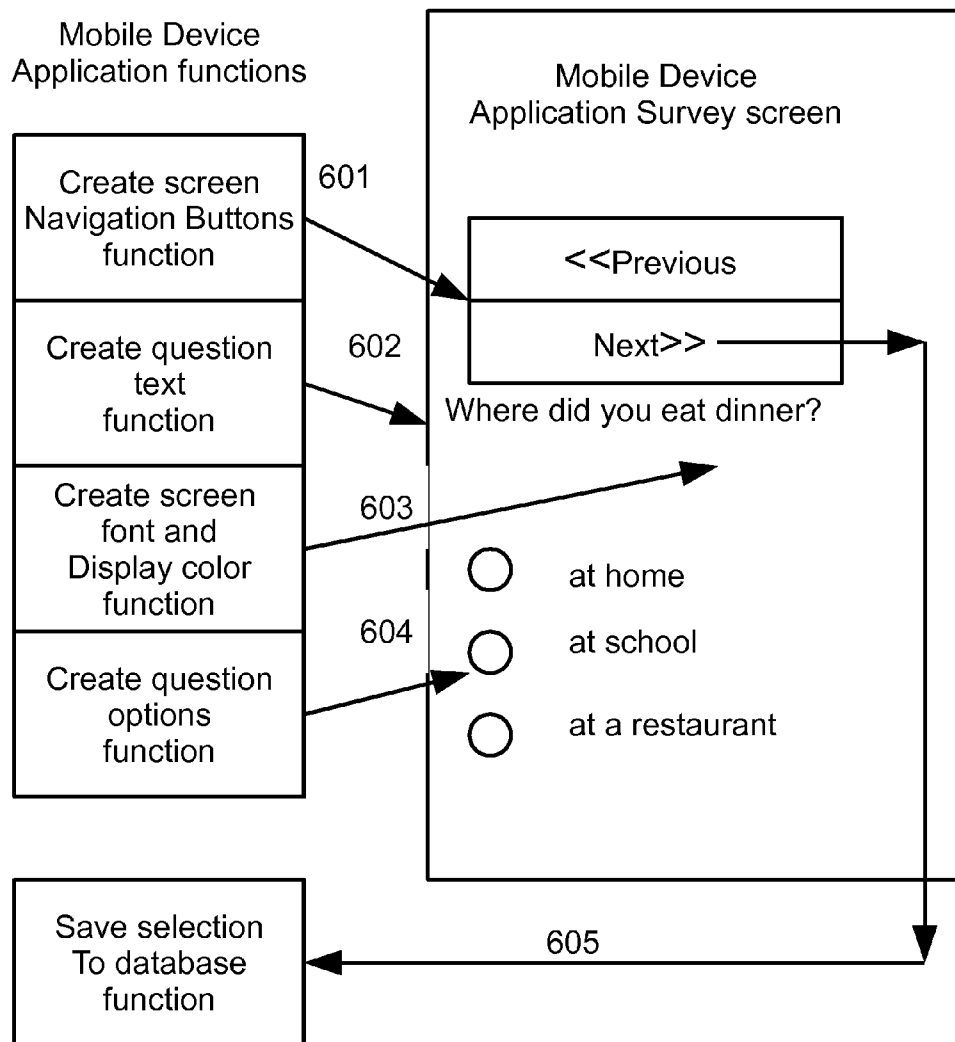 Mobile Device
Application functions
Create screen
Navigation Buttons
function
Create question
text
function
Create screen
font and
Display color
function
Create question
options
function
Save selection
To database
function
601
602
603
604
605
Mobile Device
Application Survey screen
<<Previous
Next>>
Where did you eat dinner?
at home
at school
at a restaurant